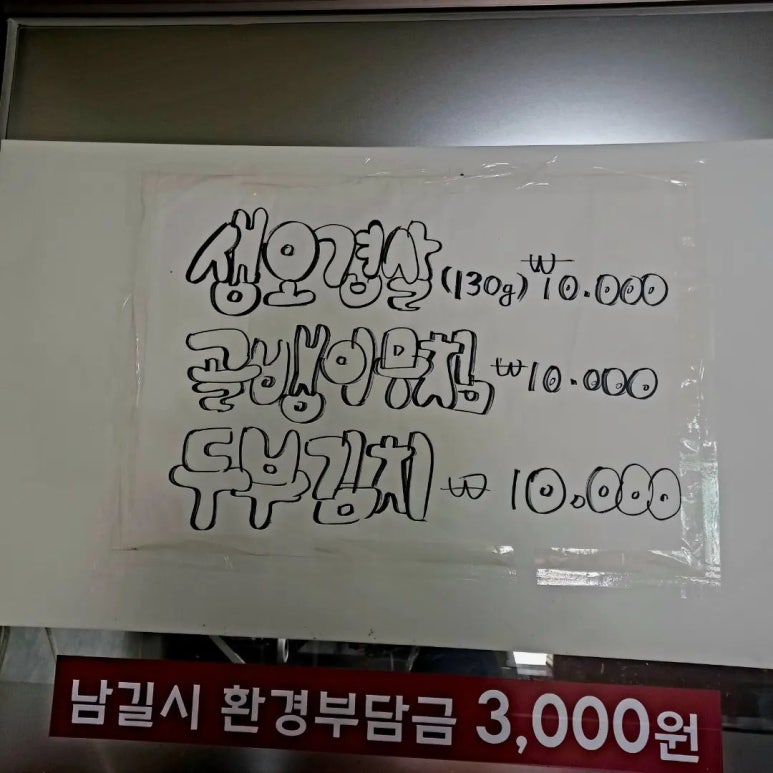 생오겹살(130g) ₩10.000
골뱅이무침 ₩10.000
두부김치 ₩ 10.000
남길시 환경부담금 3,000원